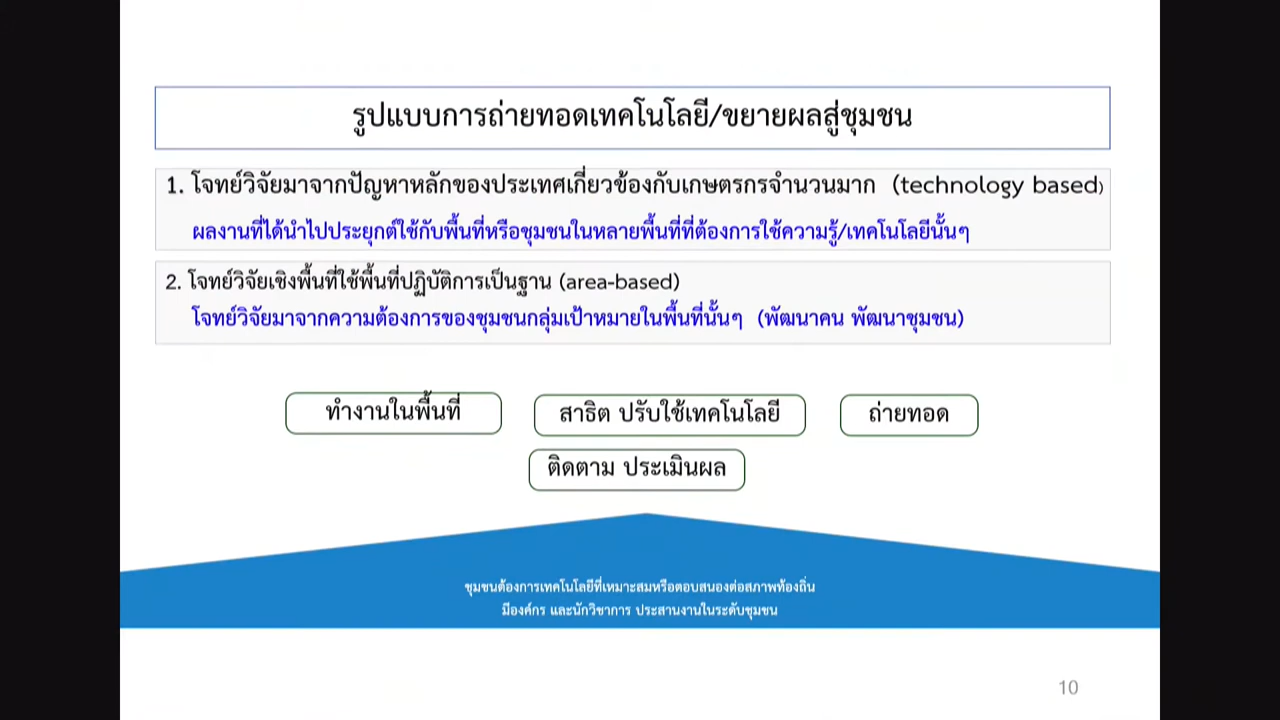 รูปแบบการถ่ายทอดเทคโนโลยี/ขยายผลสู่ชุมชน
1. โจทย์วิจัยมาจากปัญหาหลักของประเทศเกี่ยวข้องกับเกษตรกรจำนวนมาก (technology based)
ผลงานที่ได้นำไปประยุกต์ใช้กับพื้นที่หรือชุมชนในหลายพื้นที่ที่ต้องการใช้ความรู้/เทคโนโลยีนั้นๆ
2. โจทย์วิจัยเชิงพื้นที่ใช้พื้นที่ปฏิบัติการเป็นฐาน (area-based)
โจทย์วิจัยมาจากความต้องการของชุมชนกลุ่มเป้าหมายในพื้นที่นั้นๆ (พัฒนาคน พัฒนาชุมชน)
ทำงานในพื้นที่
สาธิต ปรับใช้เทคโนโลยี
ถ่ายทอด
ติดตาม ประเมินผล
ชุมชนต้องการเทคโนโลยีที่เหมาะสมหรือตอบสนองต่อสภาพท้องถิ่น
มีองค์กร และนักวิชาการ ประสานงานในระดับชุมชน
10